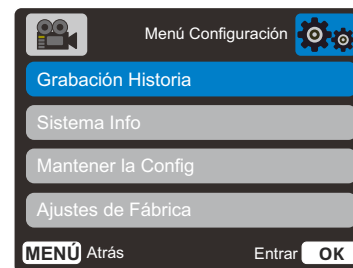 Menú Configuración
Grabación Historia
Sistema Info
Mantener la Config
Ajustes de Fábrica
MENÚ Atrás Entrar OK